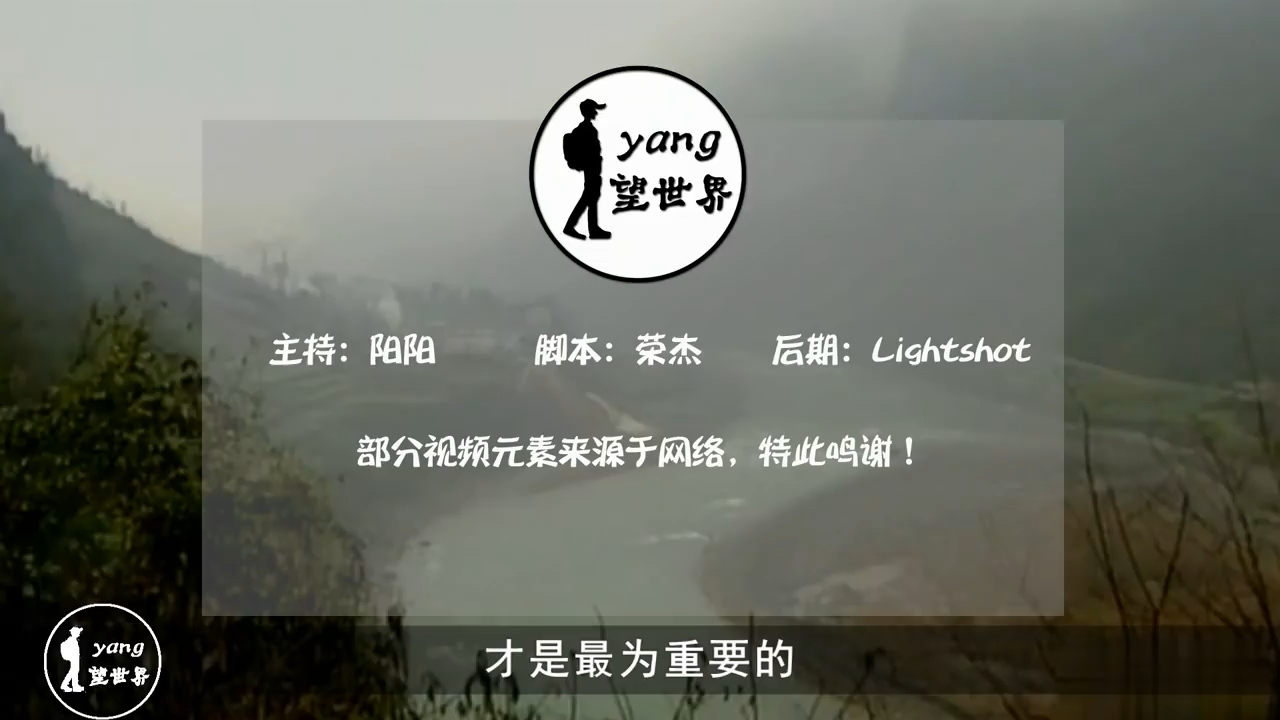 yang
望世界
主持：阳阳 脚本：荣杰 后期：Lightshot
部分视频元素来源于网络，特此鸣谢！
才是最为重要的
yang
望世界